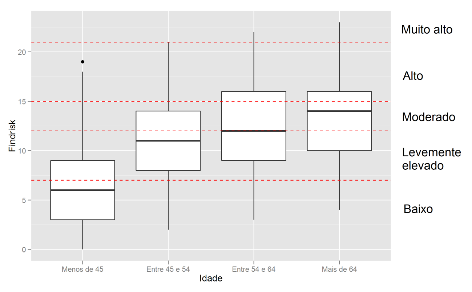 Findrisk
20
15
10
5
0
Menos de 45
Entre 45 e 54
Entre 54 e 64
Mais de 64
Idade
Muito alto
Alto
Moderado
Levemente
elevado
Baixo